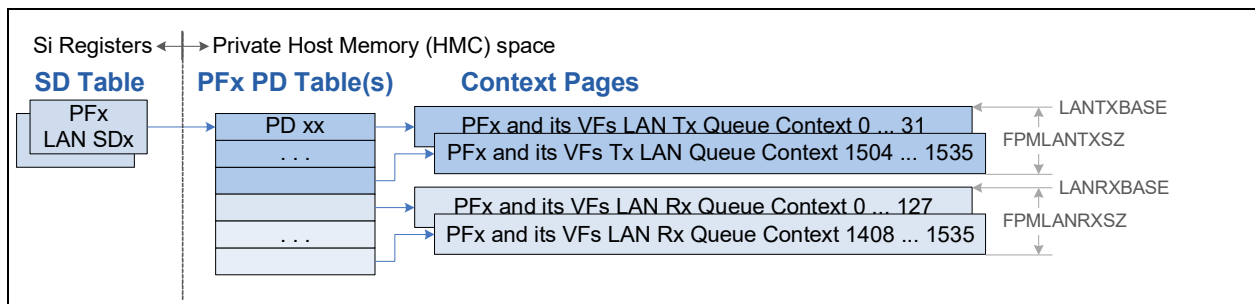 Si Registers
Private Host Memory (HMC) space
SD Table
PFx PD Table(s)
Context Pages
PFx
LAN SDx
PD xx
. . .
. . .
PFx and its VFs LAN Tx Queue Context 0 ... 31
PFx and its VFs Tx LAN Queue Context 1504 ... 1535
PFx and its VFs LAN Rx Queue Context 0 ... 127
PFx and its VFs LAN Rx Queue Context 1408 ... 1535
LANTXBASE
FPMLANTXSZ
LANRXBASE
FPMLANRXSZ